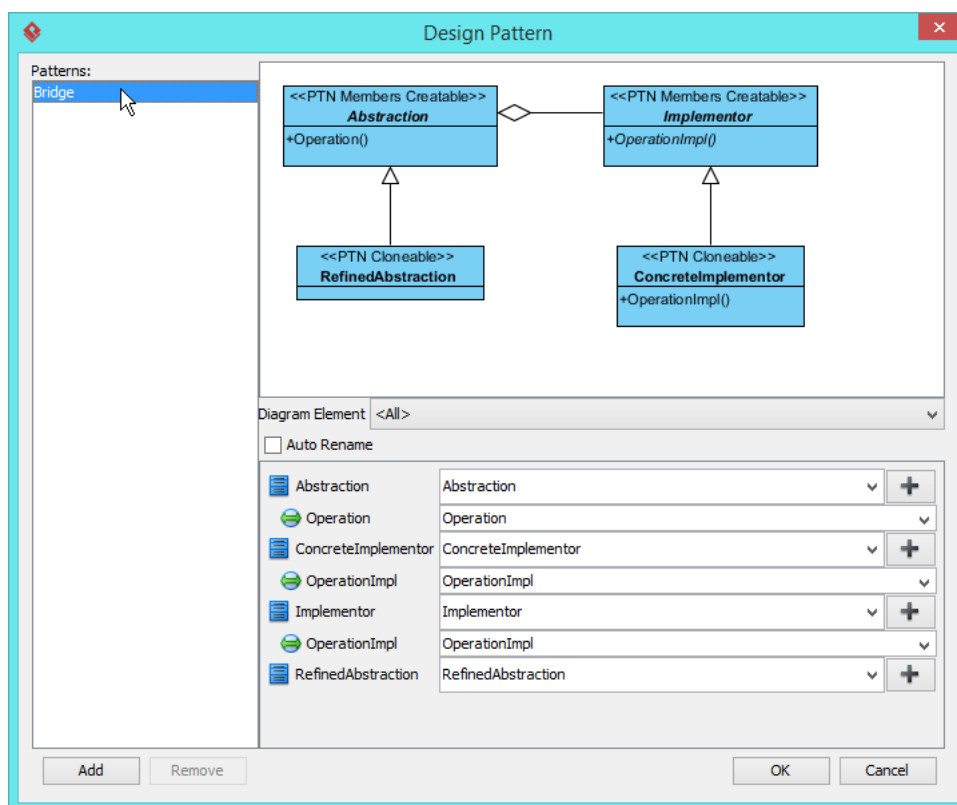 Design Pattern
Patterns:
Bridge
<<PTN Members Creatable>>
Abstraction
+Operation()
<<PTN Members Creatable>>
Implementor
+OperationImpl()
<<PTN Cloneable>>
RefinedAbstraction
<<PTN Cloneable>>
ConcreteImplementor
+OperationImpl()
Diagram Element <All>
Auto Rename
Abstraction Abstraction
Operation Operation
ConcreteImplementor ConcreteImplementor
OperationImpl OperationImpl
Implementor Implementor
OperationImpl OperationImpl
RefinedAbstraction RefinedAbstraction
Add Remove OK Cancel